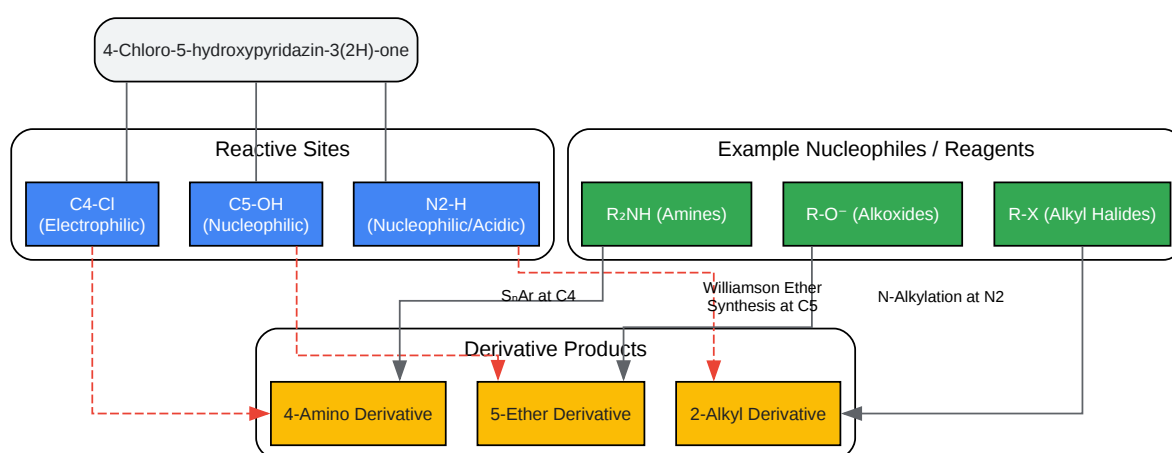 4-Chloro-5-hydroxypyridazin-3(2H)-one
Reactive Sites
Example Nucleophiles / Reagents
C4-Cl
(Electrophilic)
C5-OH
(Nucleophilic)
N2-H
(Nucleophilic/Acidic)
R₂NH (Amines)
R-O⁻ (Alkoxides)
R-X (Alkyl Halides)
SₙAr at C4
Williamson Ether
Synthesis at C5
N-Alkylation at N2
Derivative Products
4-Amino Derivative
5-Ether Derivative
2-Alkyl Derivative